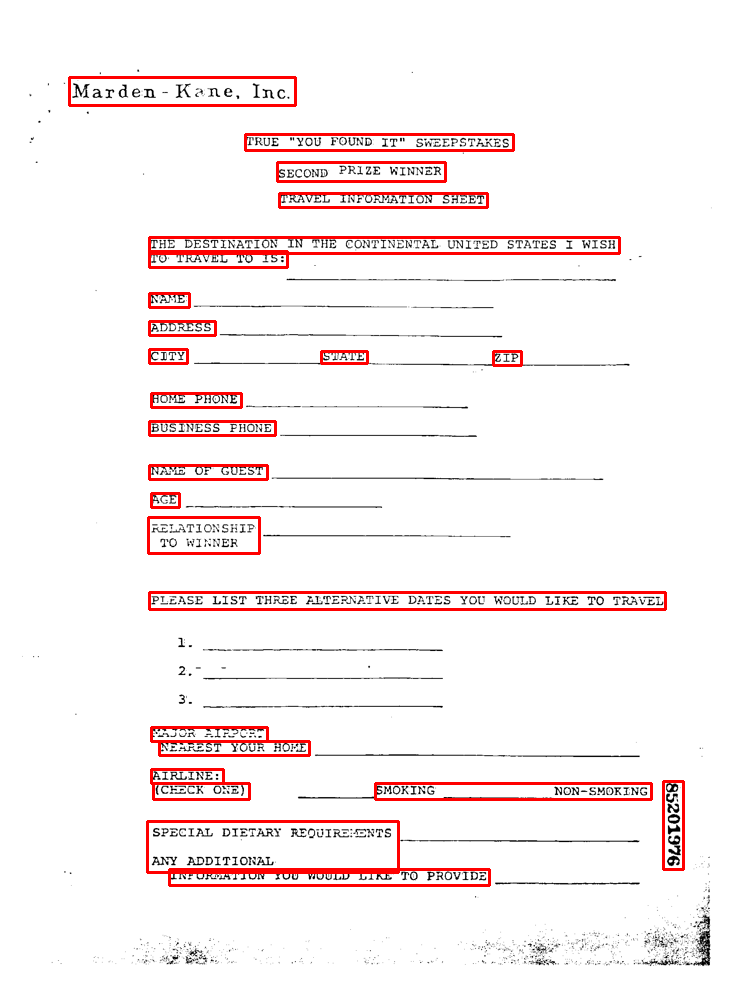 Marden-Kane, Inc.
TRUE "YOU FOUND IT" SWEEPSTAKES
SECOND PRIZE WINNER
TRAVEL INFORMATION SHEET
THE DESTINATION IN THE CONTINENTAL UNITED STATES I WISH
TO TRAVEL TO IS:
NAME
ADDRESS
CITY STATE ZIP
HOME PHONE
BUSINESS PHONE
NAME OF GUEST
AGE
RELATIONSHIP
TO WINNER
PLEASE LIST THREE ALTERNATIVE DATES YOU WOULD LIKE TO TRAVEL
1.
2.
3.
MAJOR AIRPORT
NEAREST YOUR HOME
AIRLINE:
(CHECK ONE) SMOKING NON-SMOKING
85201976
SPECIAL DIETARY REQUIREMENTS
ANY ADDITIONAL
INFORMATION YOU WOULD LIKE TO PROVIDE